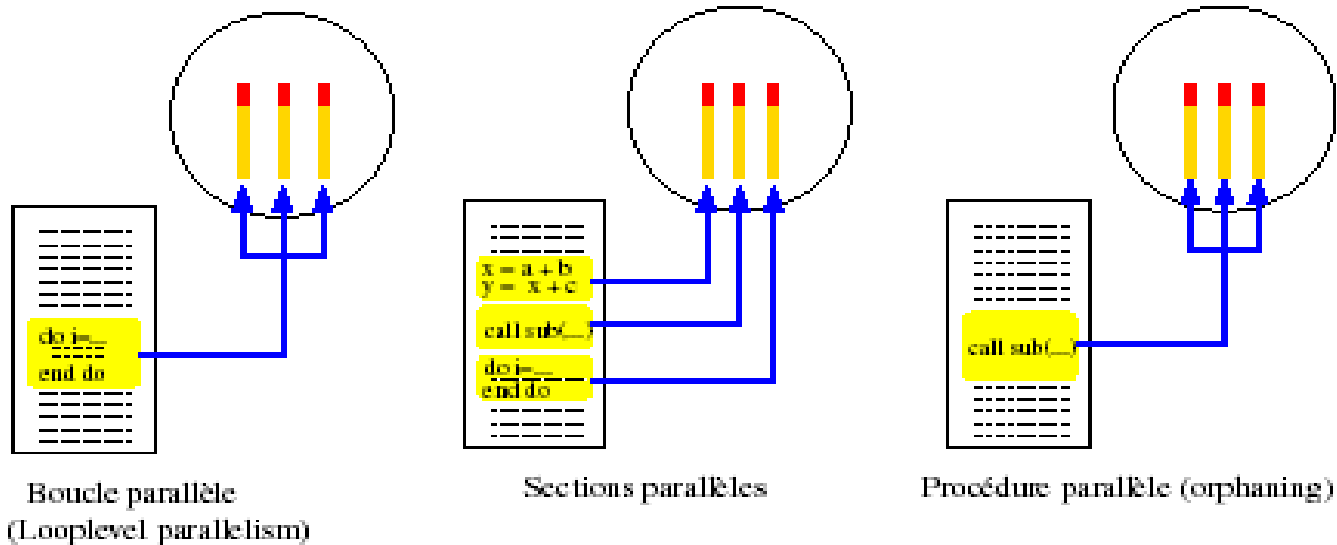 do i=...
end do
Boucle parallèle
(Looplevel parallelism)
x = a + b
y = x + c
call sub(...)
do i=...
end do
Sections parallèles
call sub(...)
Procédure parallèle (orphaning)